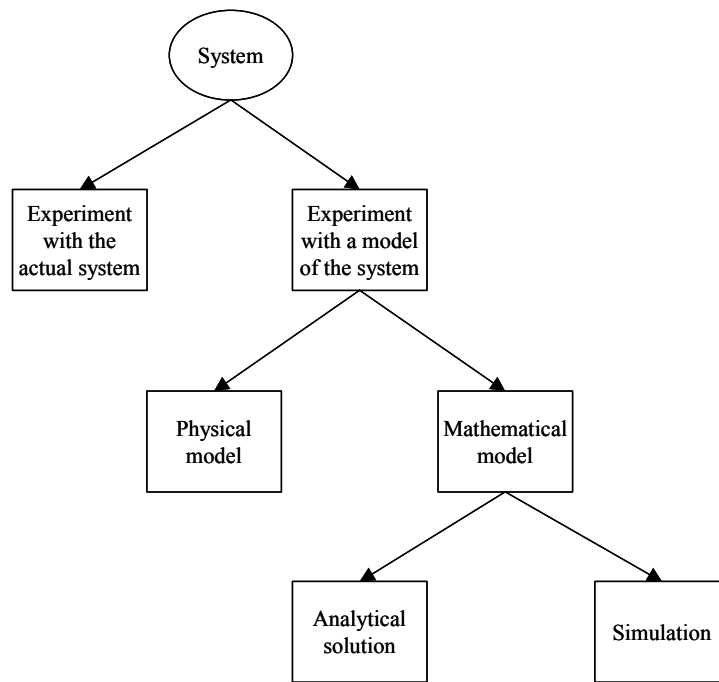 System
Experiment
with the
actual system
Experiment
with a model
of the system
Physical
model
Mathematical
model
Analytical
solution
Simulation